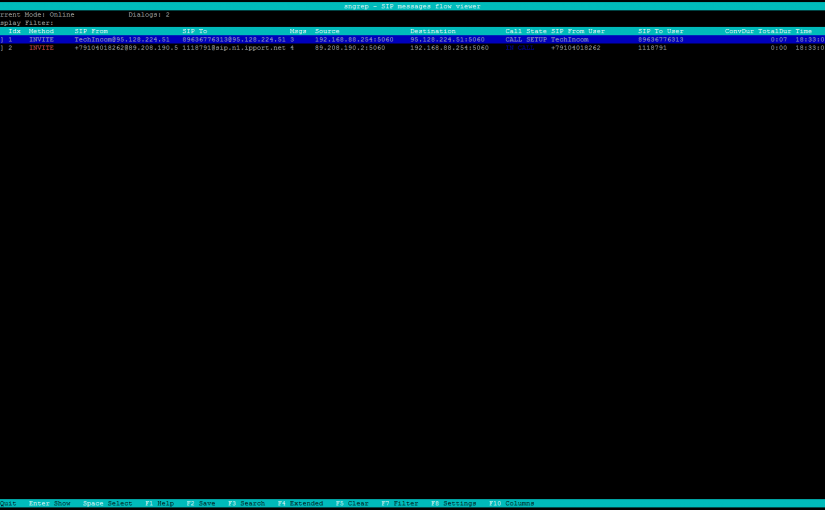 sngrep - SIP messages flow viewer
rrent Mode: Online Dialogs: 2
splay Filter:
Idx Method SIP From SIP To Msgs Source Destination Call State SIP From User SIP To User ConvDur TotalDur Time
] 1 INVITE TechIncom@95.128.224.51 89636776313@95.128.224.51 3 192.168.88.254:5060 95.128.224.51:5060 CALL SETUP TechIncom 89636776313 0:07 18:33:0
] 2 INVITE +79104018262@89.208.190.5 1118791@sip.nl.ipport.net 4 89.208.190.2:5060 192.168.88.254:5060 +79104018262 1118791 0:00 18:33:0
Quit Enter Show Space Select F1 Help F2 Save F3 Search F4 Extended F5 Clear F7 Filter F8 Settings F10 Columns